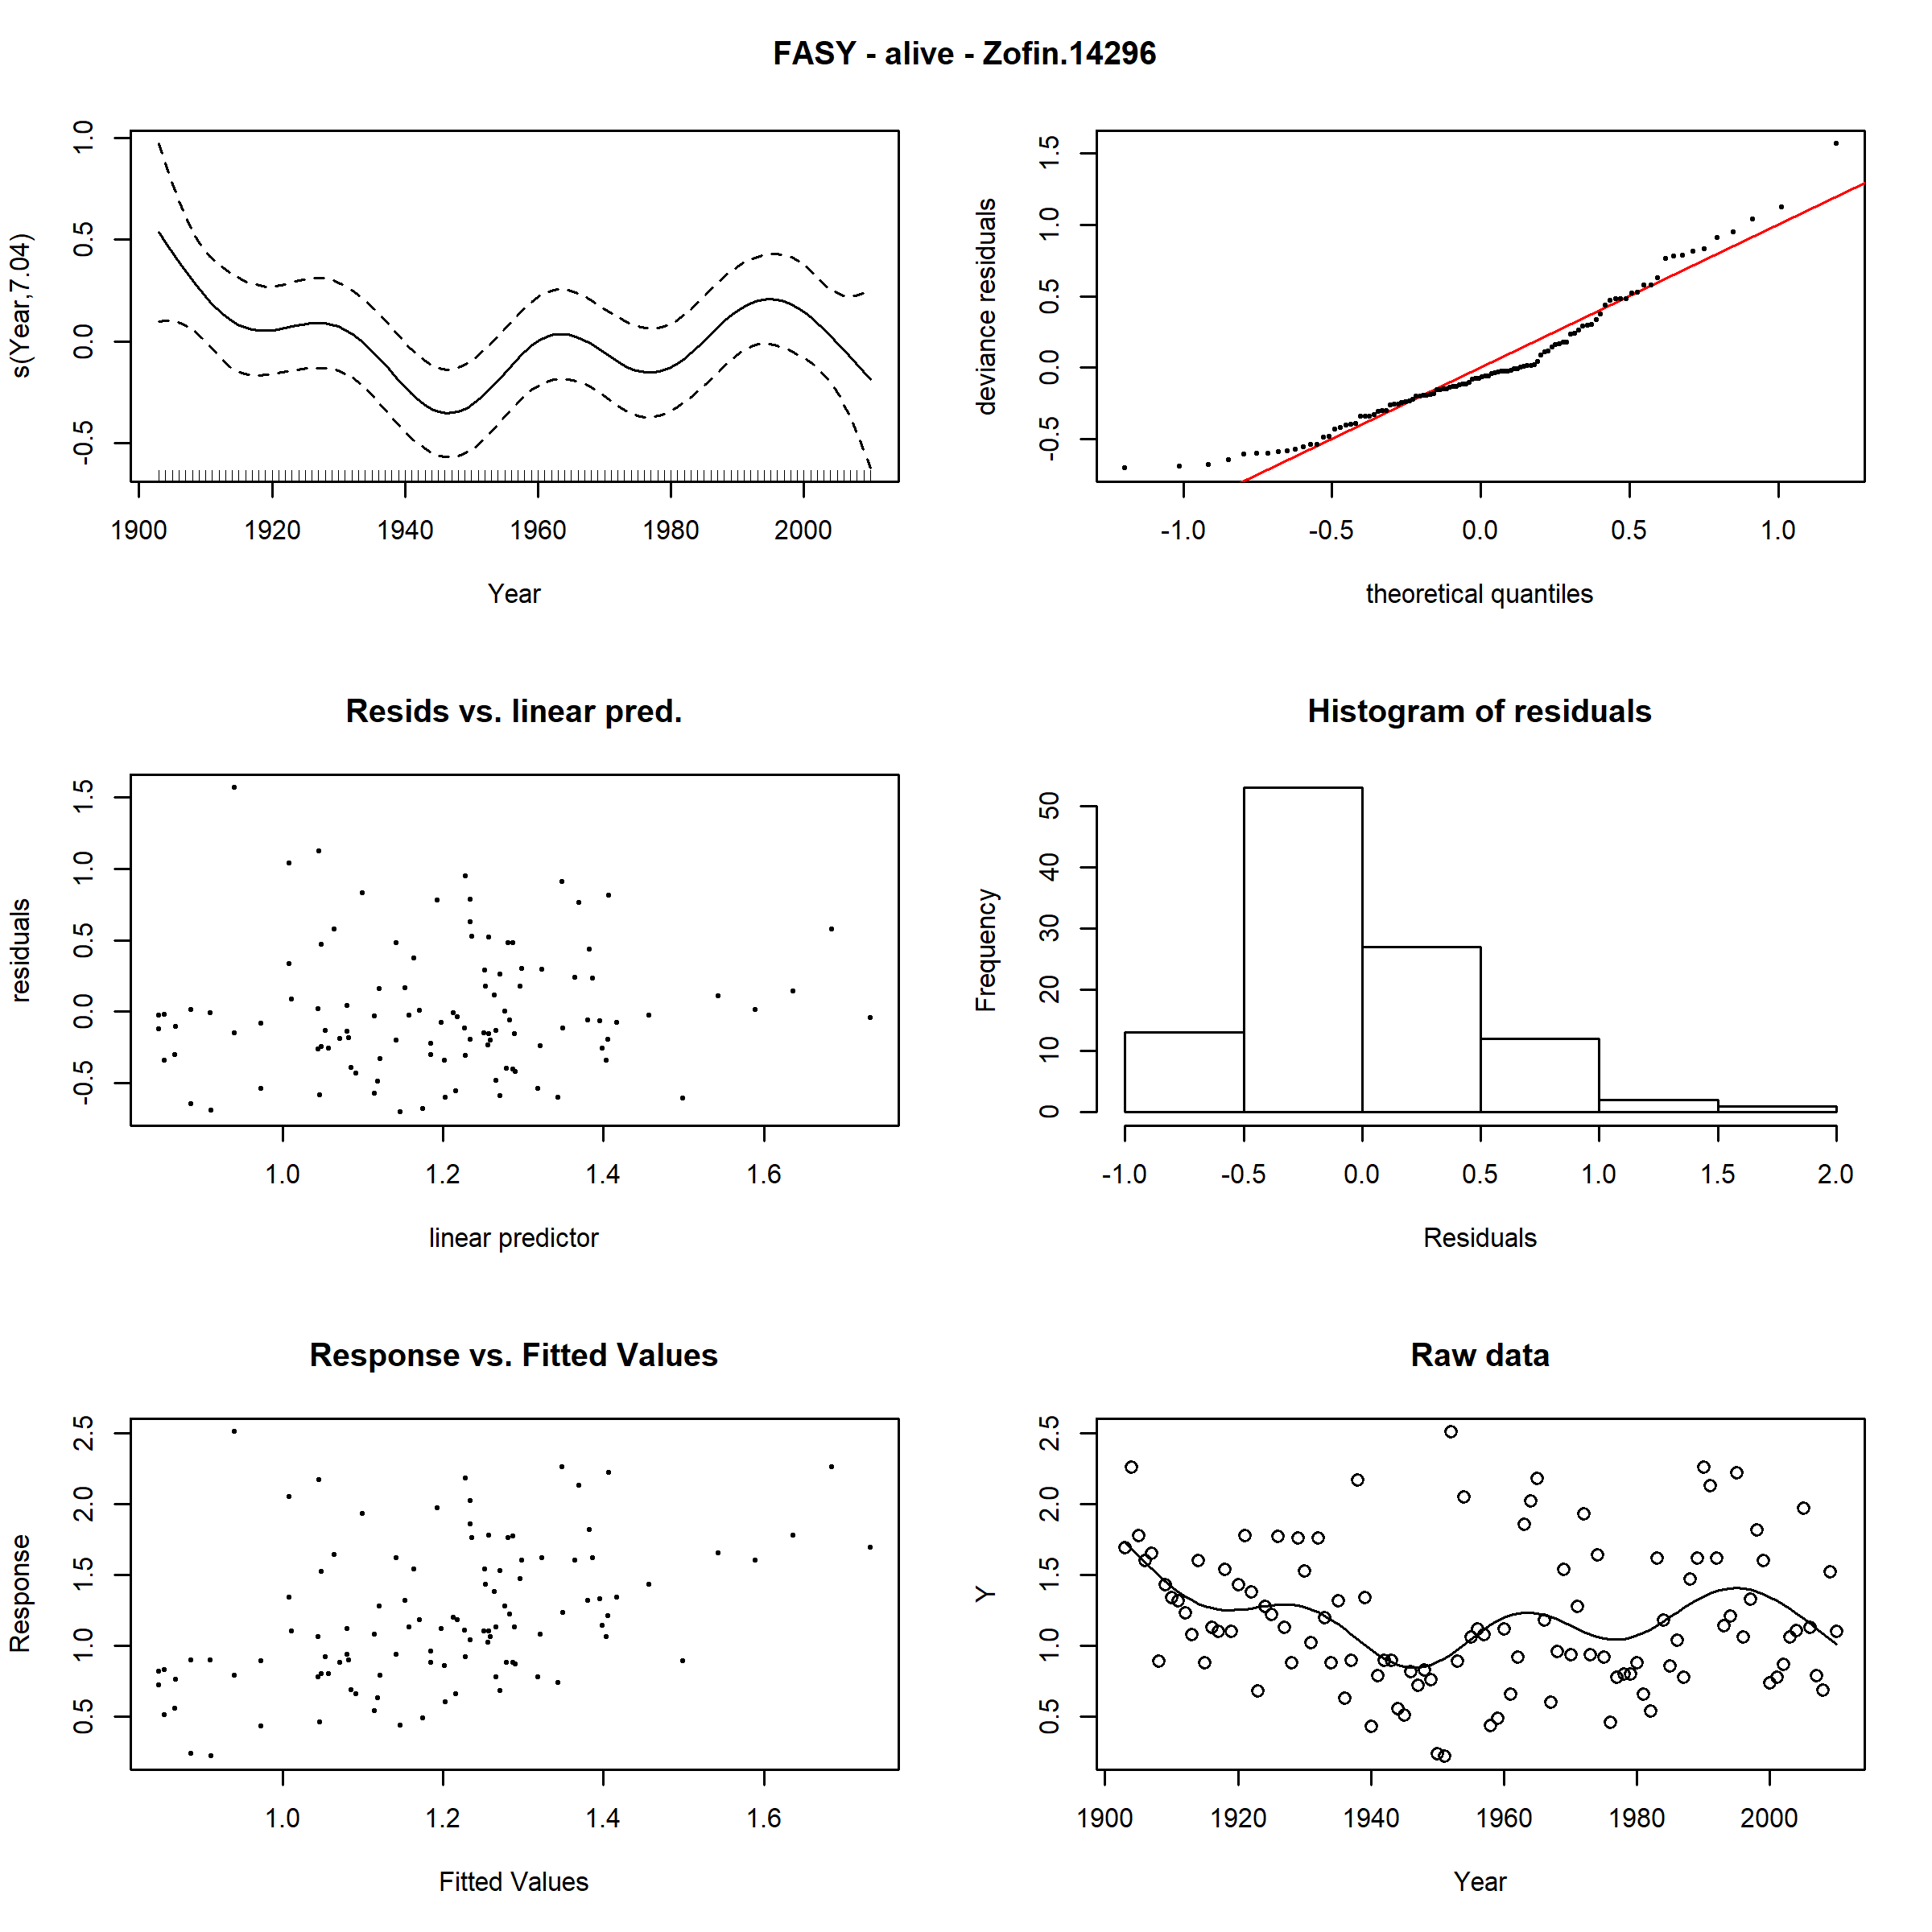 FASY - alive - Zofin.14296
s(Year,7.04)
1.0
0.5
0.0
-0.5
1900 1920 1940 1960 1980 2000
Year
deviance residuals
1.5
1.0
0.5
0.0
-0.5
-1.0 -0.5 0.0 0.5 1.0
theoretical quantiles
Resids vs. linear pred.
residuals
1.5
1.0
0.5
0.0
-0.5
1.0 1.2 1.4 1.6
linear predictor
Histogram of residuals
Frequency
50
40
30
20
10
0
-1.0 -0.5 0.0 0.5 1.0 1.5 2.0
Residuals
Response vs. Fitted Values
Response
2.5
2.0
1.5
1.0
0.5
1.0 1.2 1.4 1.6
Fitted Values
Raw data
Y
2.5
2.0
1.5
1.0
0.5
1900 1920 1940 1960 1980 2000
Year